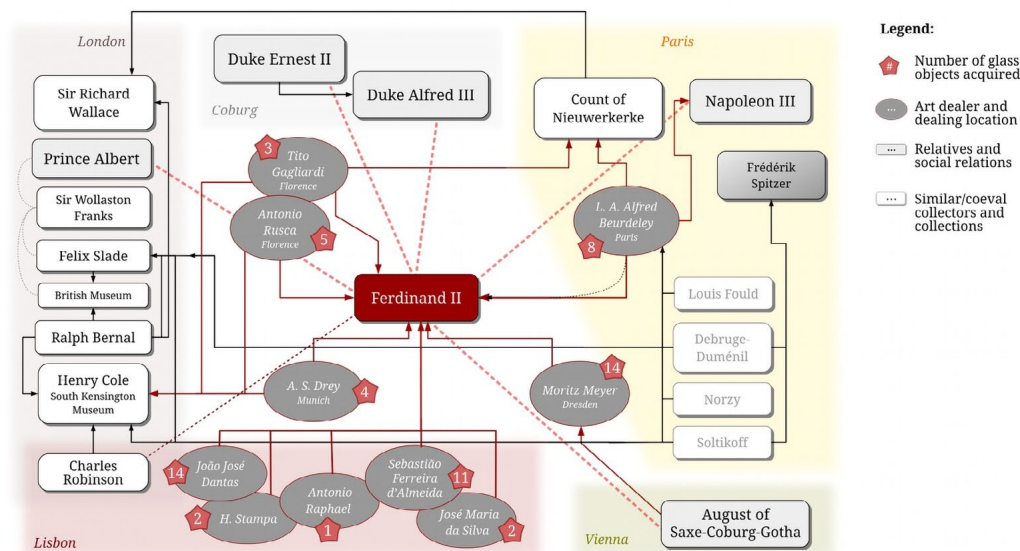 London
Sir Richard
Wallace
Prince Albert
Sir Wollaston
Franks
Felix Slade
British Museum
Ralph Bernal
Henry Cole
South Kensington
Museum
Charles
Robinson
Duke Ernest II
Duke Alfred III
Coburg
3
Tito
Gagliardi
Florence
Antonio
Rusca
Florence
5
Paris
Count of
Nieuwerkerke
Napoleon III
Frédérik
Spitzer
L. A. Alfred
Beurdeley
Paris
8
Louis Fould
Debruge-
Duménil
Norzy
Soltikoff
Ferdinand II
A. S. Drey
Munich
4
14
Moritz Meyer
Dresden
14
João José
Dantas
2
H. Stampa
Antonio
Raphael
1
Sebastião
Ferreira
d'Almeida
11
José Maria
da Silva
2
Lisbon
August of
Saxe-Coburg-Gotha
Vienna
Legend:
#
Number of glass
objects acquired
...
Art dealer and
dealing location
...
Relatives and
social relations
...
Similar/coeval
collectors and
collections